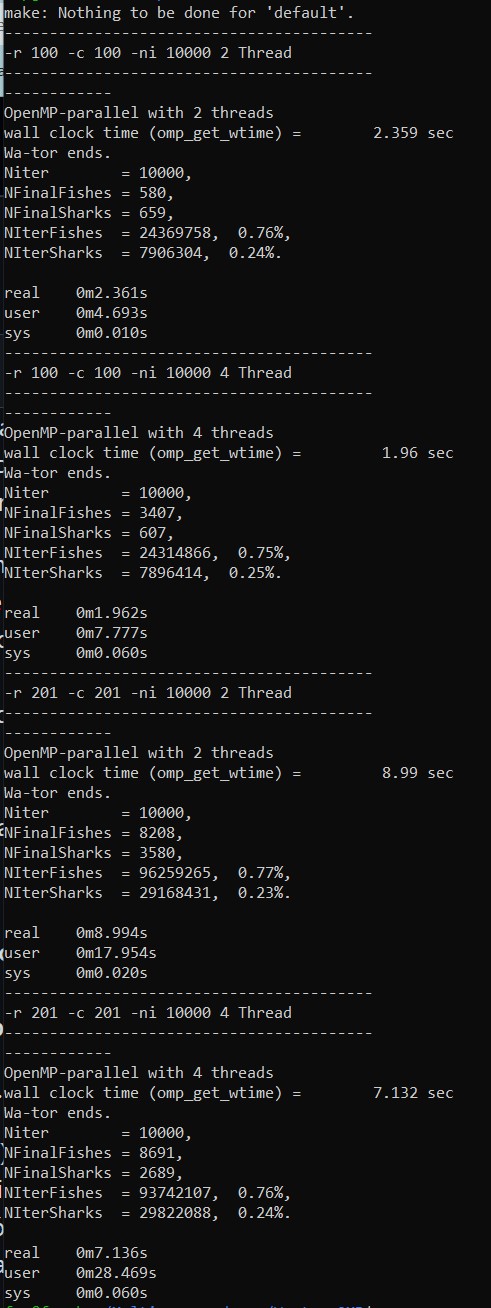 make: Nothing to be done for 'default'.
-----------------------------------------
-r 100 -c 100 -ni 10000 2 Thread
-----------------------------------------
------------
OpenMP-parallel with 2 threads
wall clock time (omp_get_wtime) =        2.359 sec
Wa-tor ends.
Niter        = 10000,
NFinalFishes = 580,
NFinalSharks = 659,
NIterFishes  = 24369758,  0.76%,
NIterSharks  = 7906304,  0.24%.

real    0m2.361s
user    0m4.693s
sys     0m0.010s
-----------------------------------------
-r 100 -c 100 -ni 10000 4 Thread
-----------------------------------------
------------
OpenMP-parallel with 4 threads
wall clock time (omp_get_wtime) =         1.96 sec
Wa-tor ends.
Niter        = 10000,
NFinalFishes = 3407,
NFinalSharks = 607,
NIterFishes  = 24314866,  0.75%,
NIterSharks  = 7896414,  0.25%.

real    0m1.962s
user    0m7.777s
sys     0m0.060s
-----------------------------------------
-r 201 -c 201 -ni 10000 2 Thread
-----------------------------------------
------------
OpenMP-parallel with 2 threads
wall clock time (omp_get_wtime) =         8.99 sec
Wa-tor ends.
Niter        = 10000,
NFinalFishes = 8208,
NFinalSharks = 3580,
NIterFishes  = 96259265,  0.77%,
NIterSharks  = 29168431,  0.23%.

real    0m8.994s
user    0m17.954s
sys     0m0.020s
-----------------------------------------
-r 201 -c 201 -ni 10000 4 Thread
-----------------------------------------
------------
OpenMP-parallel with 4 threads
wall clock time (omp_get_wtime) =        7.132 sec
Wa-tor ends.
Niter        = 10000,
NFinalFishes = 8691,
NFinalSharks = 2689,
NIterFishes  = 93742107,  0.76%,
NIterSharks  = 29822088,  0.24%.

real    0m7.136s
user    0m28.469s
sys     0m0.060s